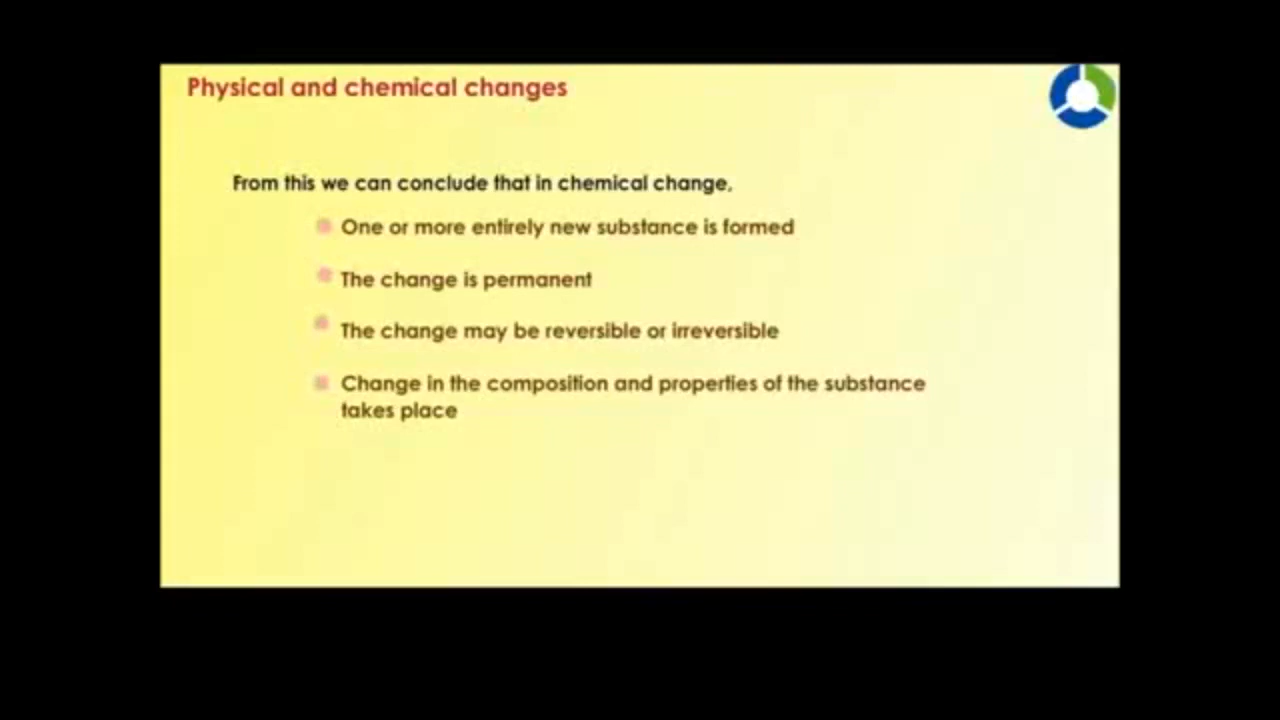 Physical and chemical changes
From this we can conclude that in chemical change,
One or more entirely new substance is formed
The change is permanent
The change may be reversible or irreversible
Change in the composition and properties of the substance
takes place